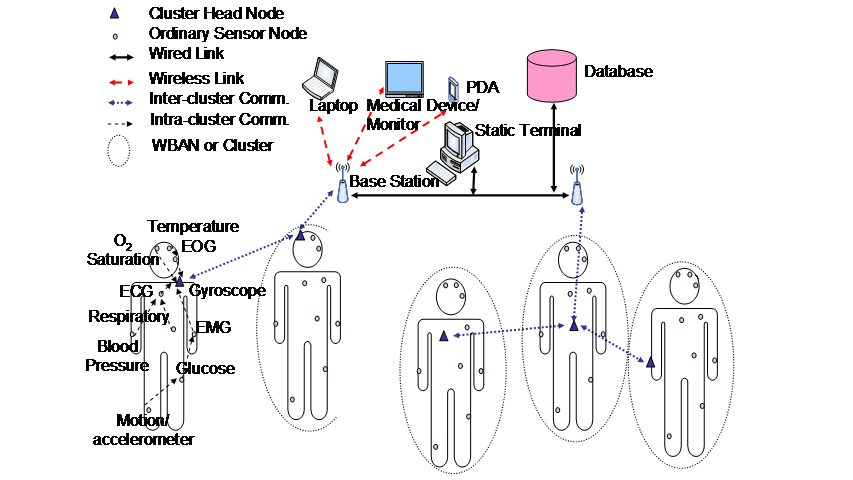 Cluster Head Node
Ordinary Sensor Node
Wired Link
Wireless Link
Inter-cluster Comm.
Intra-cluster Comm.
WBAN or Cluster
Laptop
Medical Device/
Monitor
PDA
Static Terminal
Database
Base Station
Temperature
O2
Saturation
EOG
ECG
Gyroscope
Respiratory
EMG
Blood
Pressure
Glucose
Motion/
accelerometer